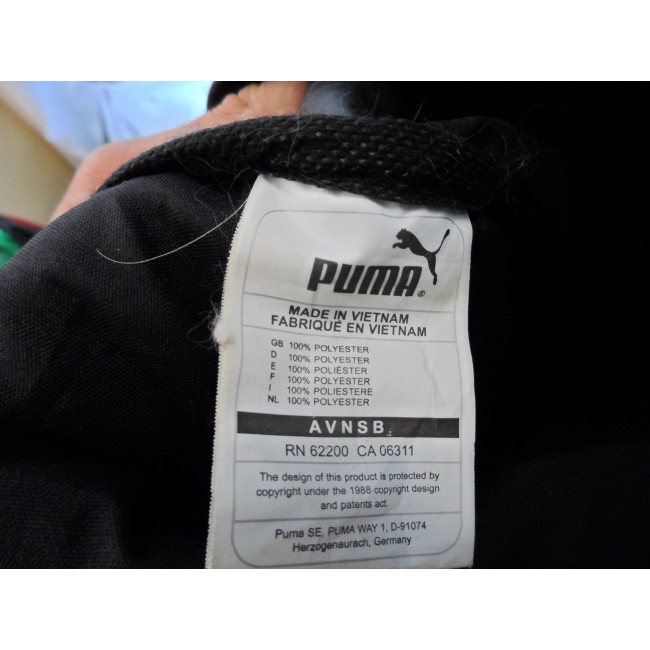 PUMA®
MADE IN VIETNAM
FABRIQUÉ EN VIETNAM
GB 100% POLYESTER
D 100% POLYESTER
E 100% POLIÉSTER
F 100% POLYESTER
I 100% POLIESTERE
NL 100% POLYESTER
AVNSB
RN 62200 CA 06311
The design of this product is protected by
copyright under the 1988 copyright design
and patents act.
Puma SE, PUMA WAY 1, D-91074
Herzogenaurach, Germany